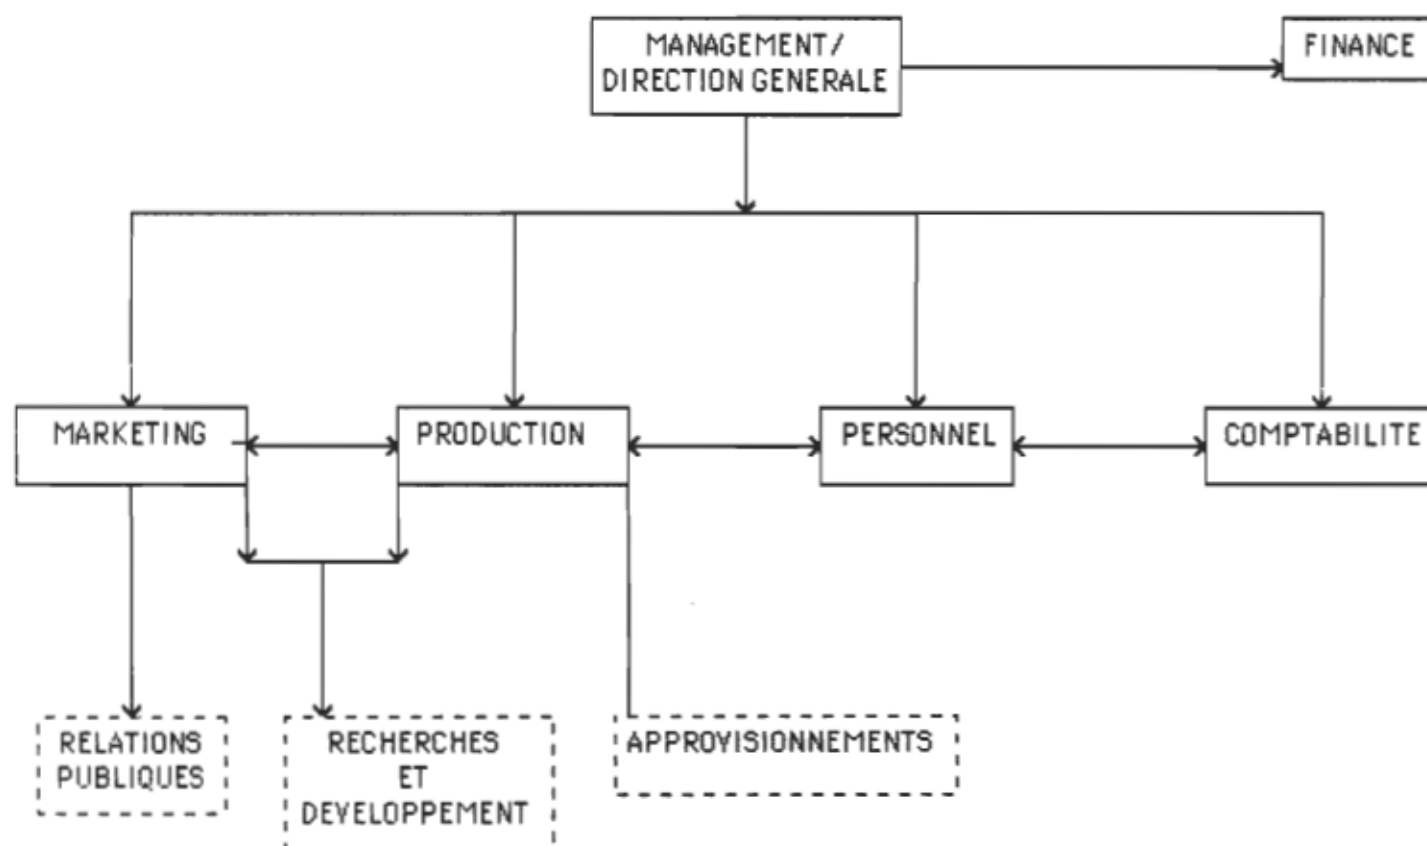 MANAGEMENT/
DIRECTION GENERALE
FINANCE
MARKETING
PRODUCTION
PERSONNEL
COMPTABILITE
RELATIONS
PUBLIQUES
RECHERCHES
ET
DEVELOPPEMENT
APPROVISIONNEMENTS